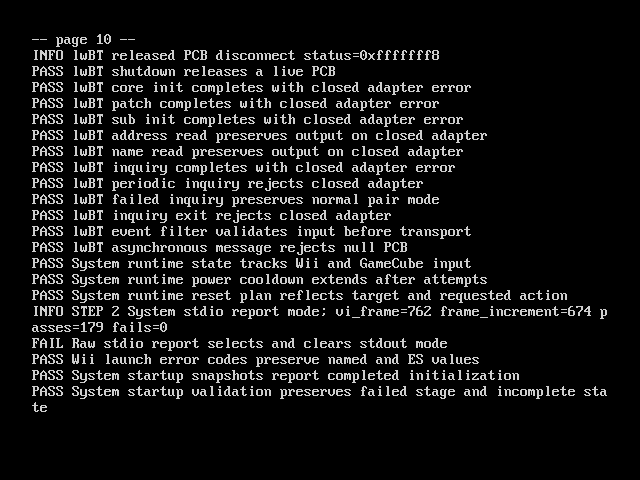 -- page 10 --
INFO lwBT released PCB disconnect status=0xfffffff8
PASS lwBT shutdown releases a live PCB
PASS lwBT core init completes with closed adapter error
PASS lwBT patch completes with closed adapter error
PASS lwBT sub init completes with closed adapter error
PASS lwBT address read preserves output on closed adapter
PASS lwBT name read preserves output on closed adapter
PASS lwBT inquiry completes with closed adapter error
PASS lwBT periodic inquiry rejects closed adapter
PASS lwBT failed inquiry preserves normal pair mode
PASS lwBT inquiry exit rejects closed adapter
PASS lwBT event filter validates input before transport
PASS lwBT asynchronous message rejects null PCB
PASS System runtime state tracks Wii and GameCube input
PASS System runtime power cooldown extends after attempts
PASS System runtime reset plan reflects target and requested action
INFO STEP 2 System stdio report mode; vi_frame=762 frame_increment=674 p
asses=179 fails=0
FAIL Raw stdio report selects and clears stdout mode
PASS Wii launch error codes preserve named and ES values
PASS System startup snapshots report completed initialization
PASS System startup validation preserves failed stage and incomplete sta
te